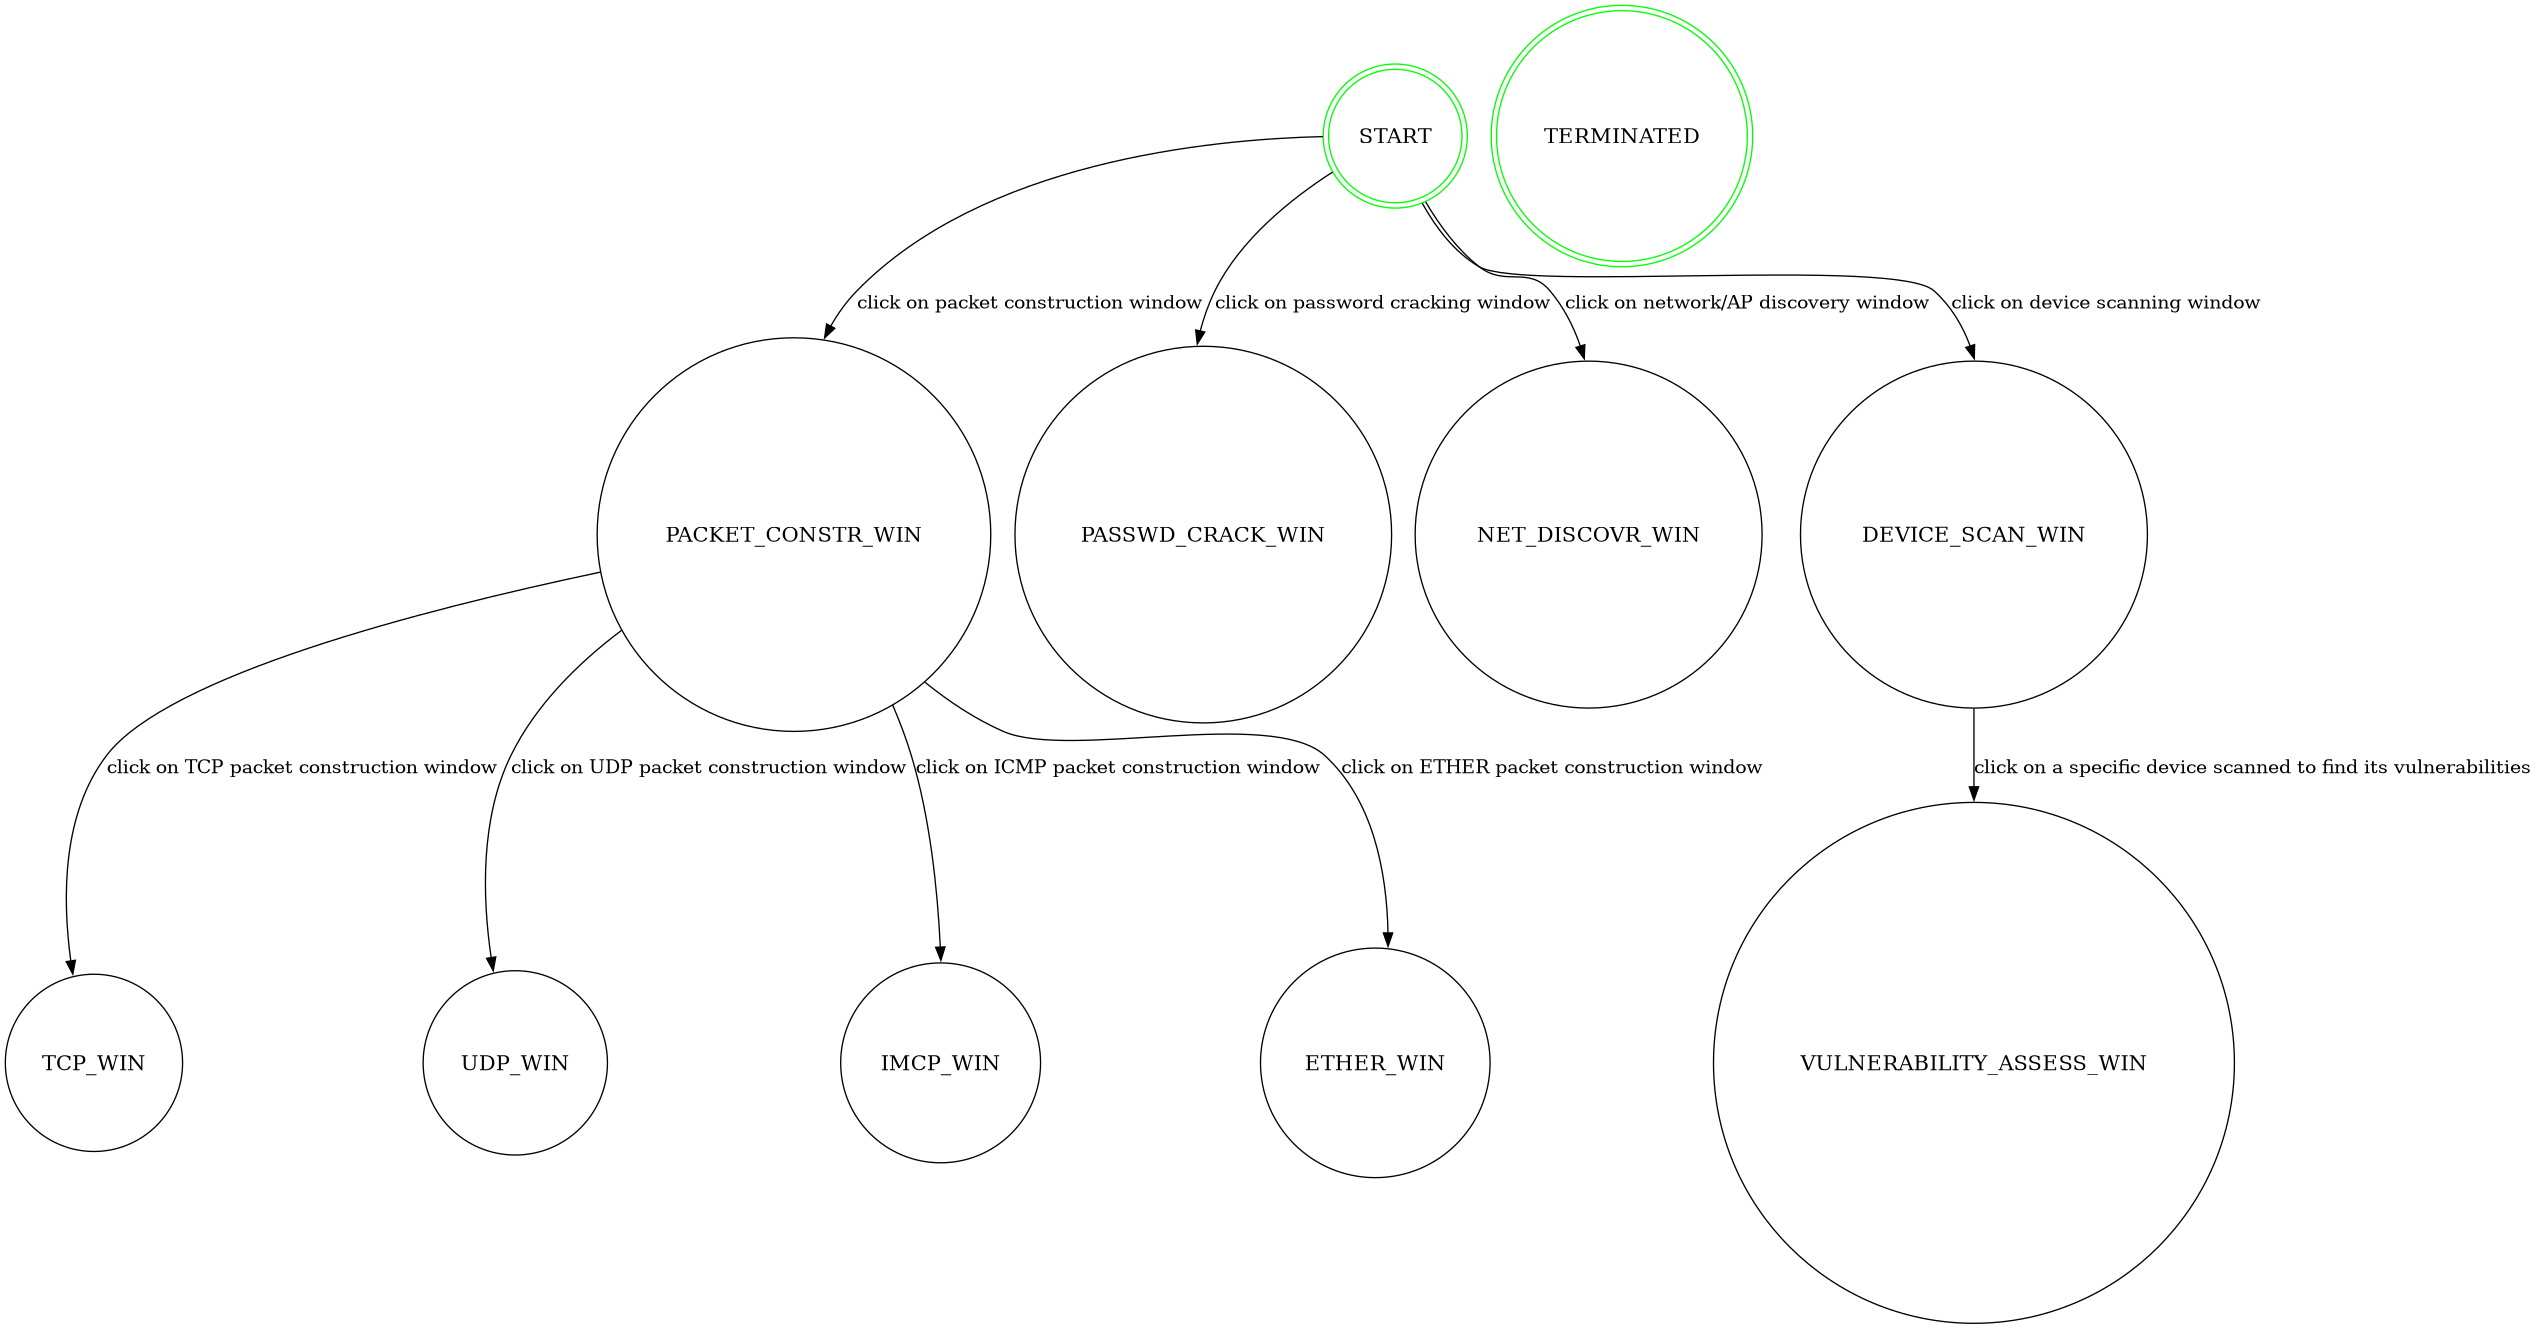 START
TERMINATED
click on packet construction window
click on password cracking window
click on network/AP discovery window
click on device scanning window
PACKET_CONSTR_WIN
PASSWD_CRACK_WIN
NET_DISCOVR_WIN
DEVICE_SCAN_WIN
click on TCP packet construction window
click on UDP packet construction window
click on ICMP packet construction window
click on ETHER packet construction window
click on a specific device scanned to find its vulnerabilities
TCP_WIN
UDP_WIN
IMCP_WIN
ETHER_WIN
VULNERABILITY_ASSESS_WIN